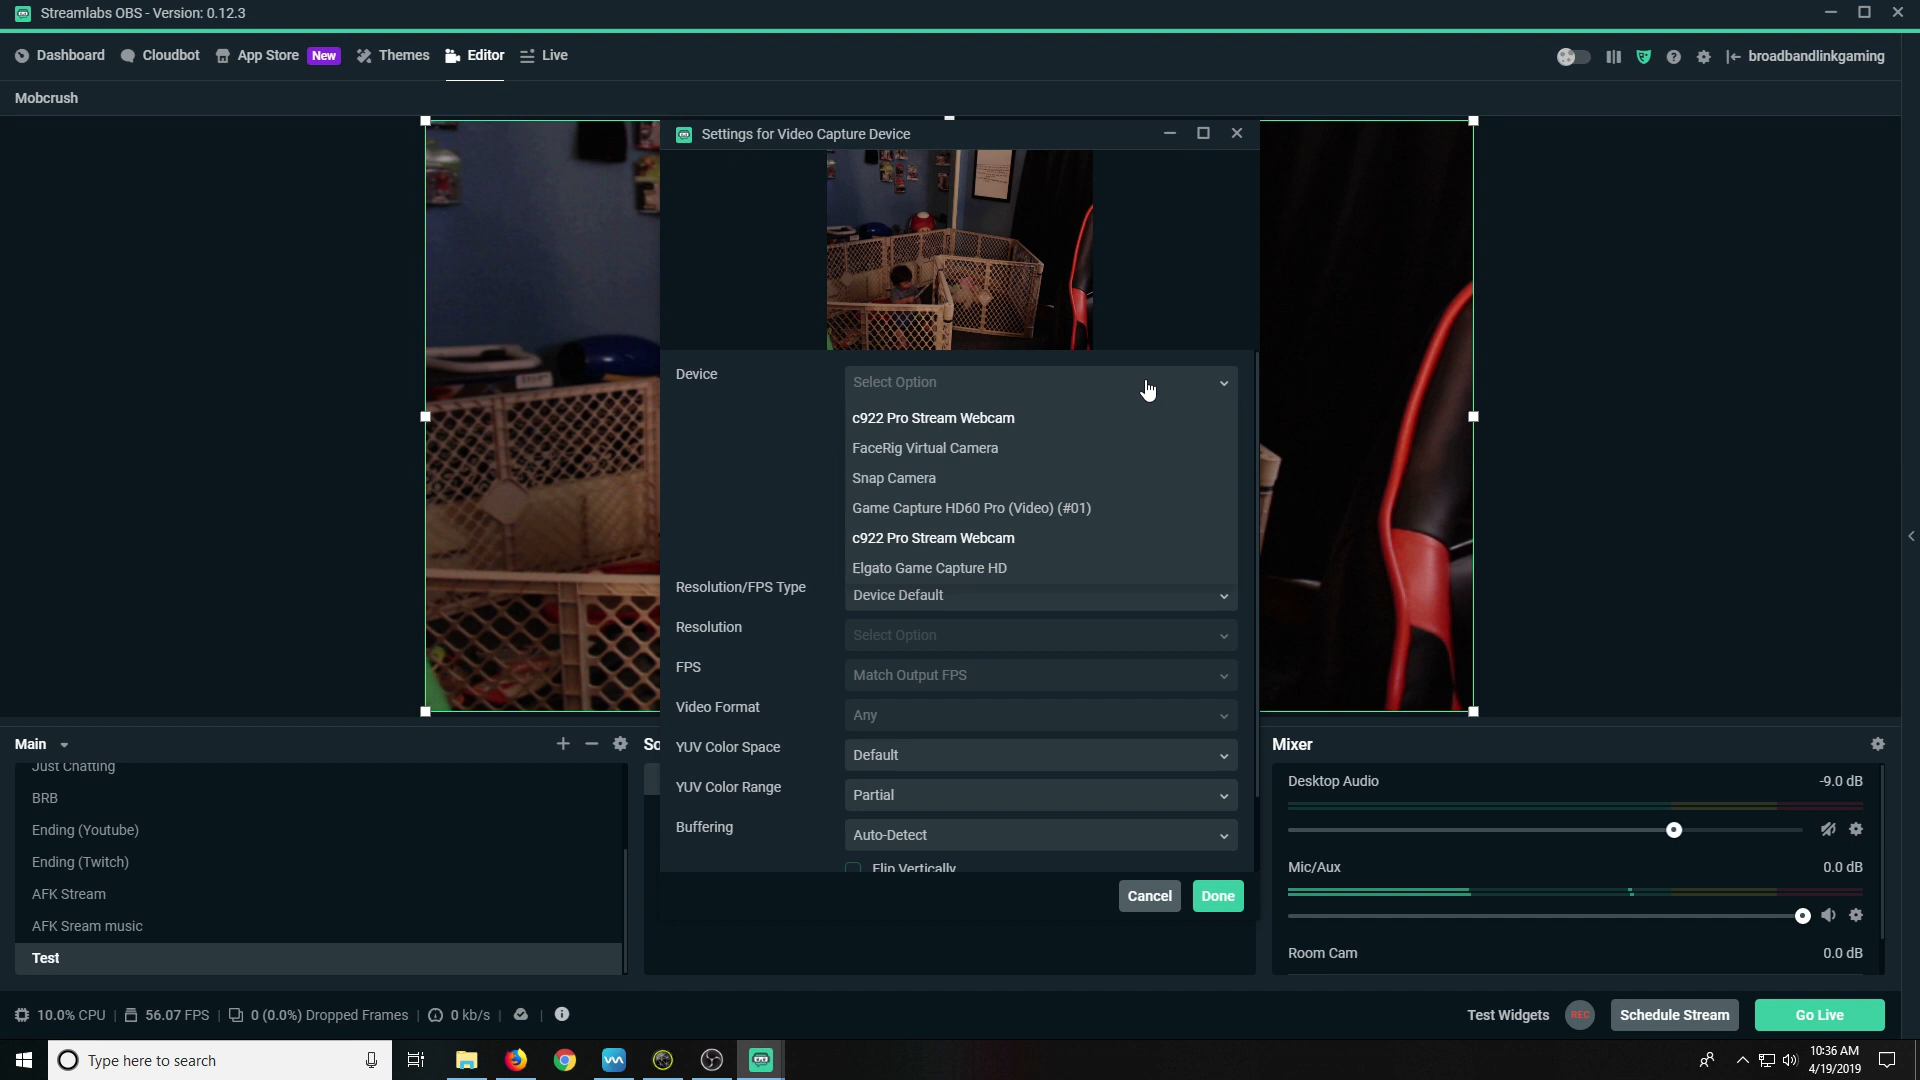 Streamlabs OBS - Version: 0.12.3
Dashboard
Cloudbot
App Store
New
Themes
Editor
Live
broadbandlinkgaming
Mobcrush
Settings for Video Capture Device
Device
Select Option
c922 Pro Stream Webcam
FaceRig Virtual Camera
Snap Camera
Game Capture HD60 Pro (Video) (#01)
c922 Pro Stream Webcam
Elgato Game Capture HD
Resolution/FPS Type
Device Default
Resolution
Select Option
FPS
Match Output FPS
Video Format
Any
YUV Color Space
Default
YUV Color Range
Partial
Buffering
Auto-Detect
Flip Vertically
Cancel
Done
Main
Just Chatting
BRB
Ending (Youtube)
Ending (Twitch)
AFK Stream
AFK Sream music
Test
So
Mixer
Desktop Audio
-9.0 dB
Mic/Aux
0.0 dB
Room Cam
0.0 dB
10.0% CPU
56.07 FPS
0 (0.0%) Dropped Frames
0 kb/s
Test Widgets
REC
Schedule Stream
Go Live
Type here to search
10:36 AM
4/19/2019